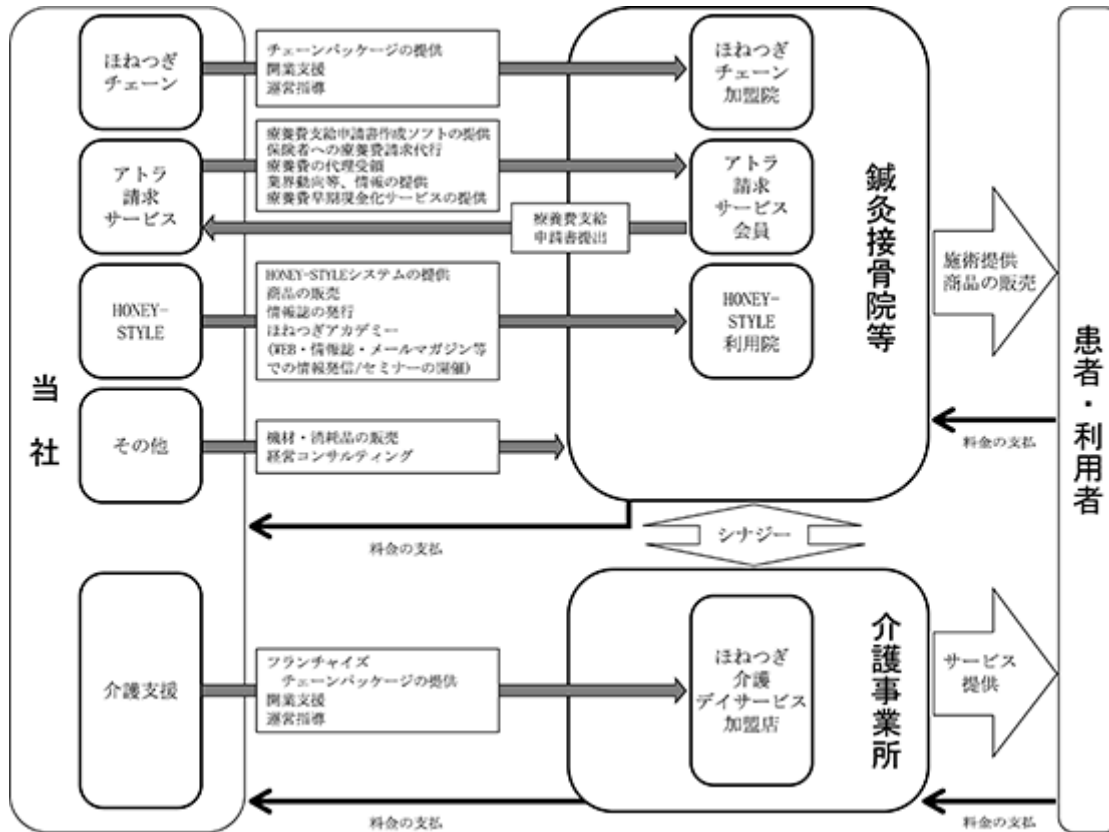 当社
ほねつぎ
チェーン
チェーンパッケージの提供
開業支援
運営指導
ほねつぎ
チェーン
加盟院
アトラ
請求
サービス
療養費支給申請書作成ソフトの提供
保険者への療養費請求代行
療養費の代理受領
業界動向等、情報の提供
療養費早期現金化サービスの提供
アトラ
請求
サービス
会員
療養費支給
申請書提出
HONEY-
STYLE
HONEY-STYLEシステムの提供
商品の販売
情報誌の発行
ほねつぎアカデミー
(WEB・情報誌・メールマガジン等
での情報発信/セミナーの開催)
HONEY-
STYLE
利用院
その他
機材・消耗品の販売
経営コンサルティング
鍼灸接骨院等
施術提供
商品の販売
患者・利用者
料金の支払
料金の支払
シナジー
介護支援
フランチャイズ
チェーンパッケージの提供
開業支援
運営指導
ほねつぎ
介護
デイサービス
加盟店
介護事業所
サービス
提供
料金の支払
料金の支払